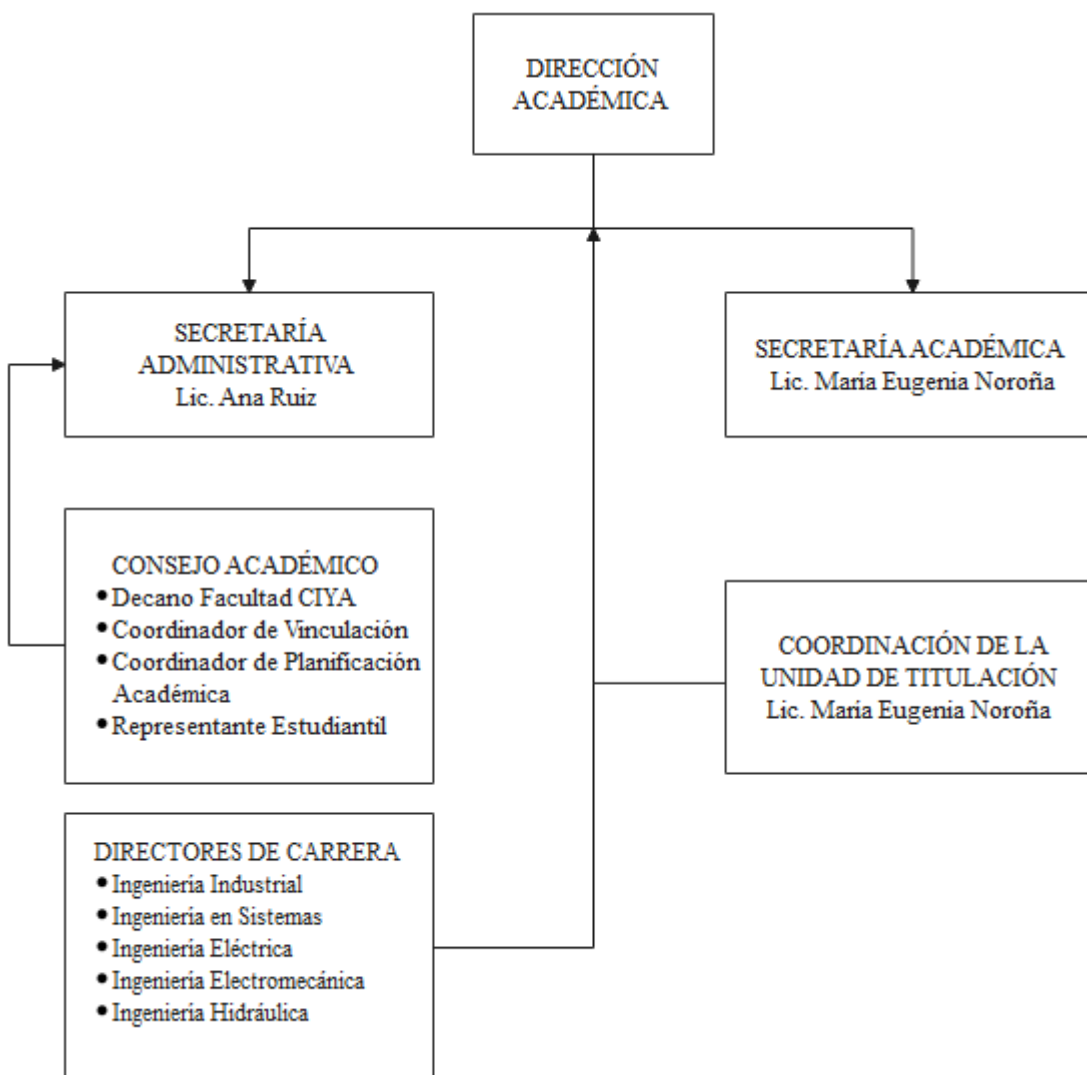 DIRECCIÓN
ACADÉMICA
SECRETARÍA
ADMINISTRATIVA
Lic. Ana Ruiz
SECRETARÍA ACADÉMICA
Lic. María Eugenia Noroña
CONSEJO ACADÉMICO
• Decano Facultad CIYA
• Coordinador de Vinculación
• Coordinador de Planificación
Académica
• Representante Estudiantil
COORDINACIÓN DE LA
UNIDAD DE TITULACIÓN
Lic. María Eugenia Noroña
DIRECTORES DE CARRERA
• Ingeniería Industrial
• Ingeniería en Sistemas
• Ingeniería Eléctrica
• Ingeniería Electromecánica
• Ingeniería Hidráulica